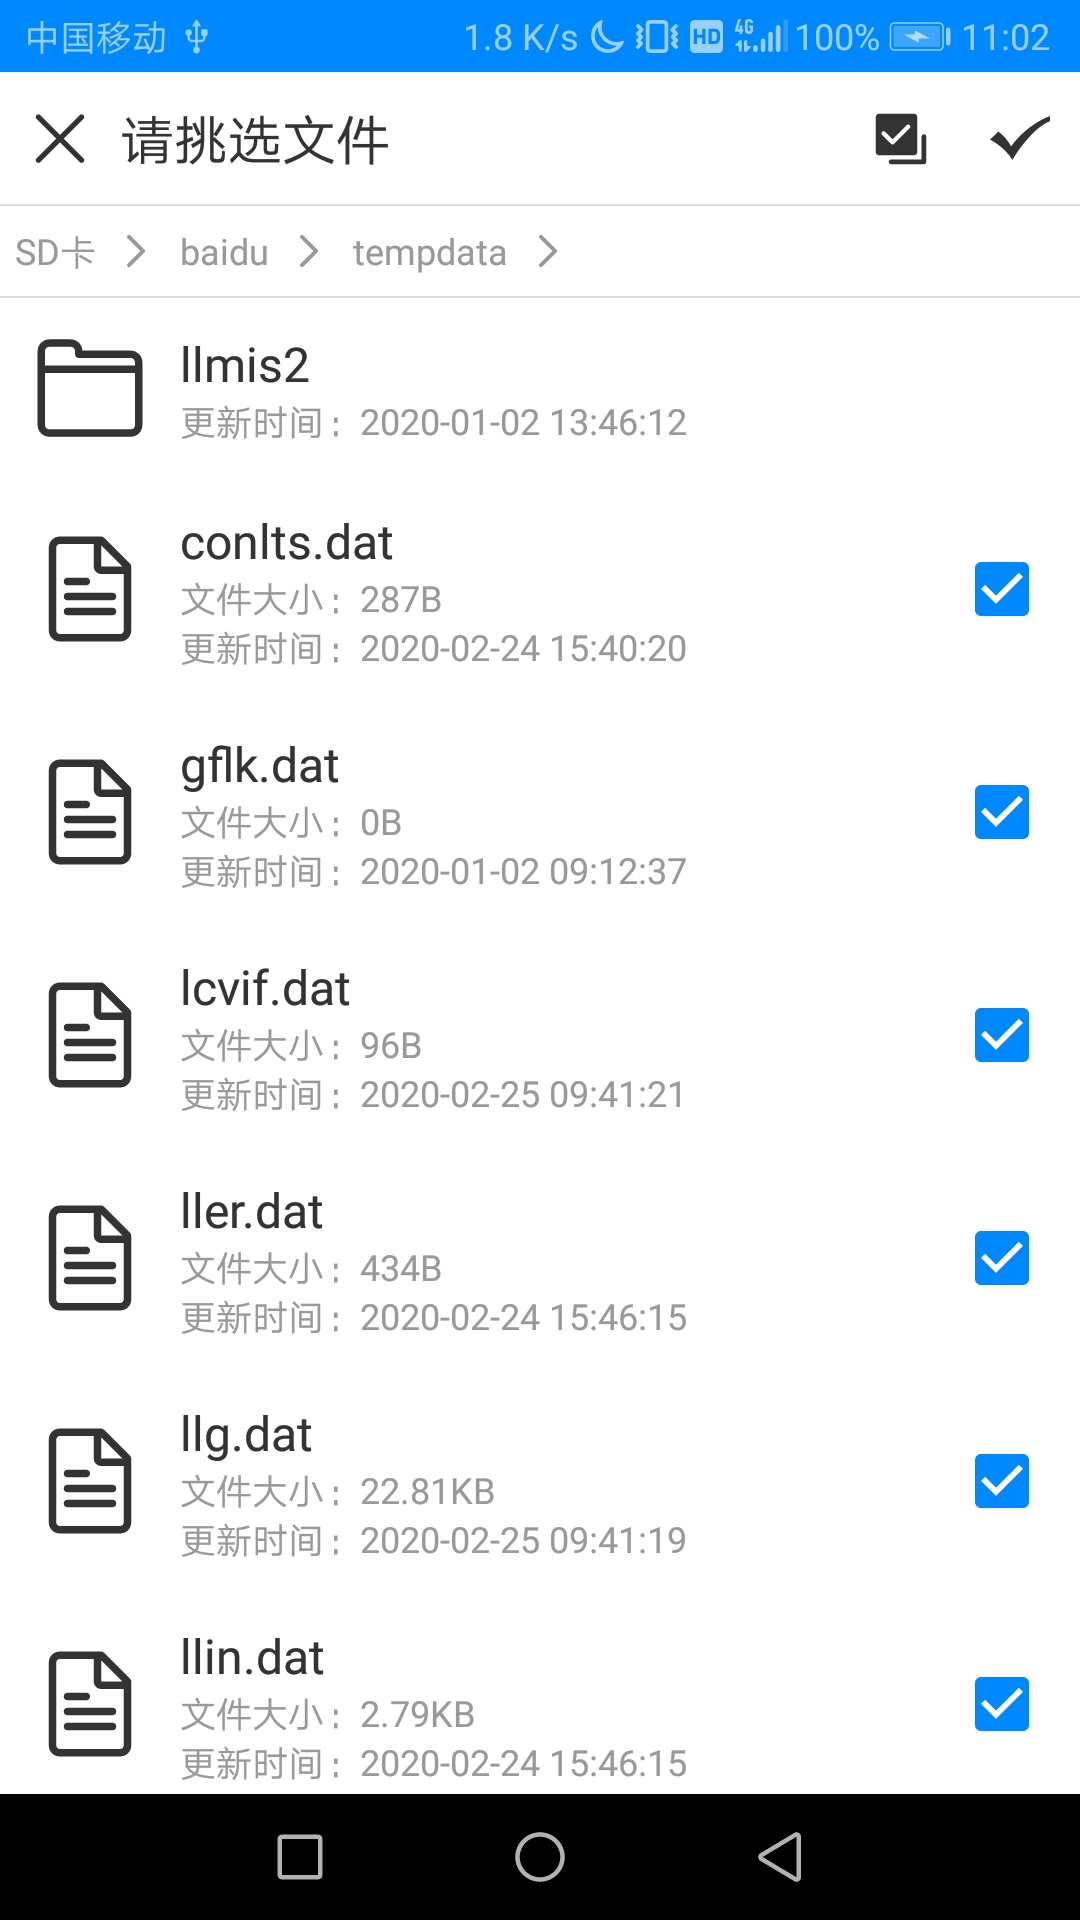 中国移动 1.8 K/s HD 4G 100% 11:02
请挑选文件
SD卡 baidu tempdata
llmis2
更新时间：2020-01-02 13:46:12
conlts.dat
文件大小：287B
更新时间：2020-02-24 15:40:20
gflk.dat
文件大小：0B
更新时间：2020-01-02 09:12:37
lcvif.dat
文件大小：96B
更新时间：2020-02-25 09:41:21
ller.dat
文件大小：434B
更新时间：2020-02-24 15:46:15
llg.dat
文件大小：22.81KB
更新时间：2020-02-25 09:41:19
llin.dat
文件大小：2.79KB
更新时间：2020-02-24 15:46:15